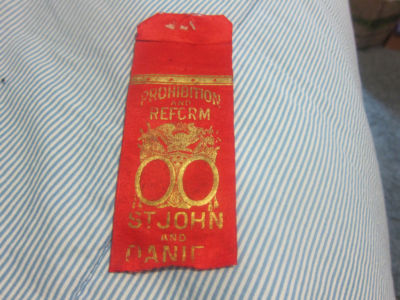 PROHIBITION
AND
REFORM
ST JOHN
AND
DANIE